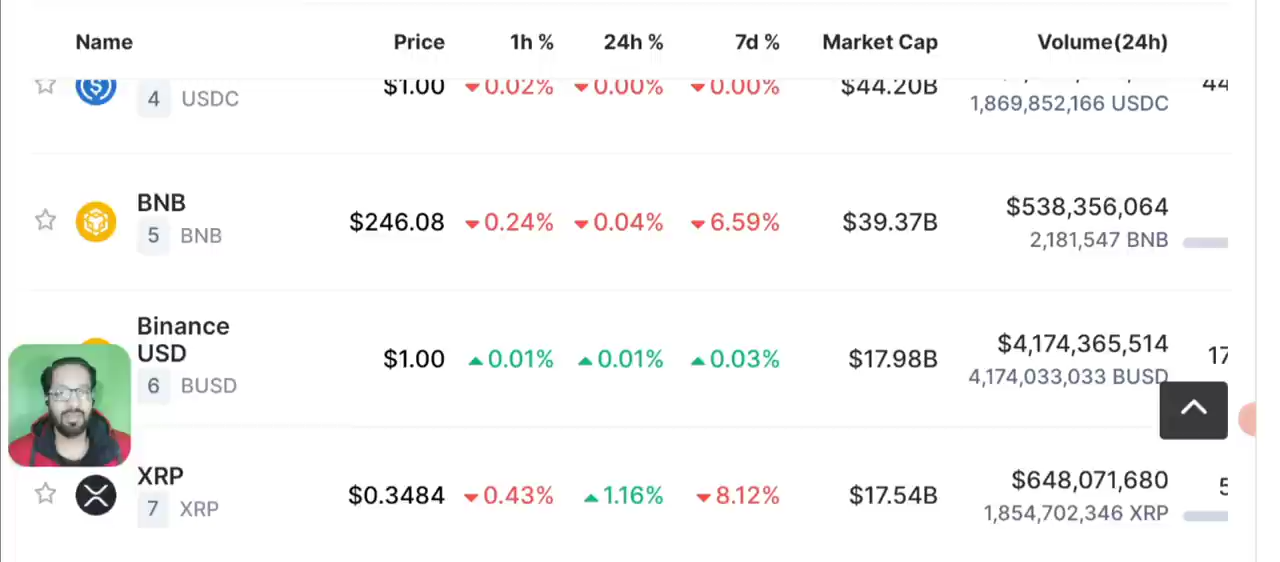 Name Price 1h % 24h % 7d % Market Cap Volume(24h)
$1.00 0.02% 0.00% 0.00% $44.20B 44
4 USDC 1,869,852,166 USDC
BNB $538,356,064
$246.08 0.24% 0.04% 6.59% $39.37B
5 BNB 2,181,547 BNB
Binance
USD $1.00 0.01% 0.01% 0.03% $17.98B $4,174,365,514 17
6 BUSD 4,174,033,033 BUSD
XRP $648,071,680
$0.3484 0.43% 1.16% 8.12% $17.54B 5
7 XRP 1,854,702,346 XRP